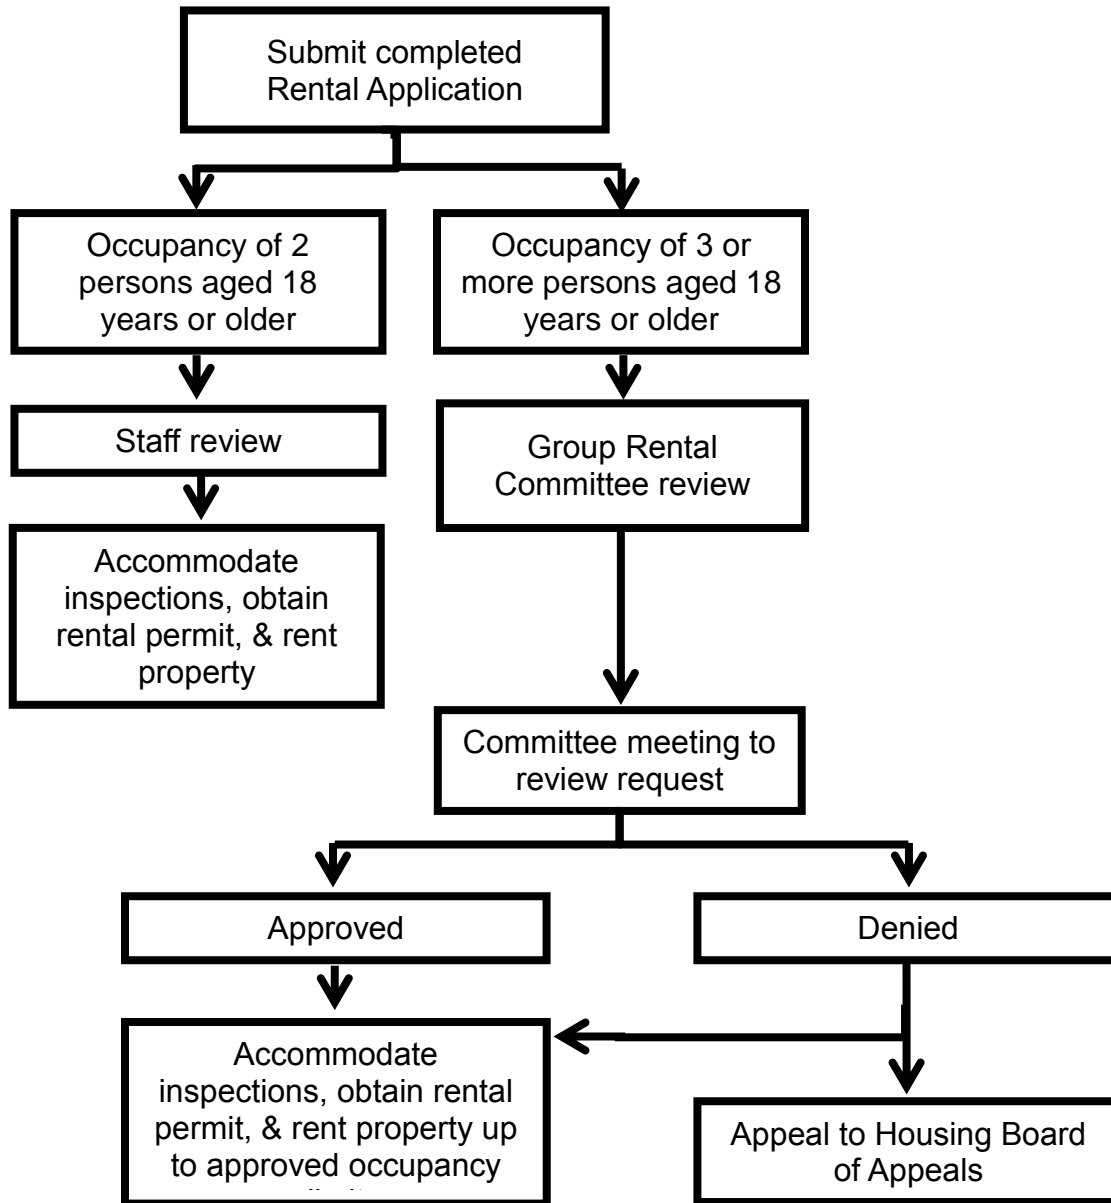 Submit completed
Rental Application
Occupancy of 2
persons aged 18
years or older
Occupancy of 3 or
more persons aged 18
years or older
Staff review
Group Rental
Committee review
Accommodate
inspections, obtain
rental permit, & rent
property
Committee meeting to
review request
Approved
Denied
Accommodate
inspections, obtain rental
permit, & rent property up
to approved occupancy
Appeal to Housing Board
of Appeals